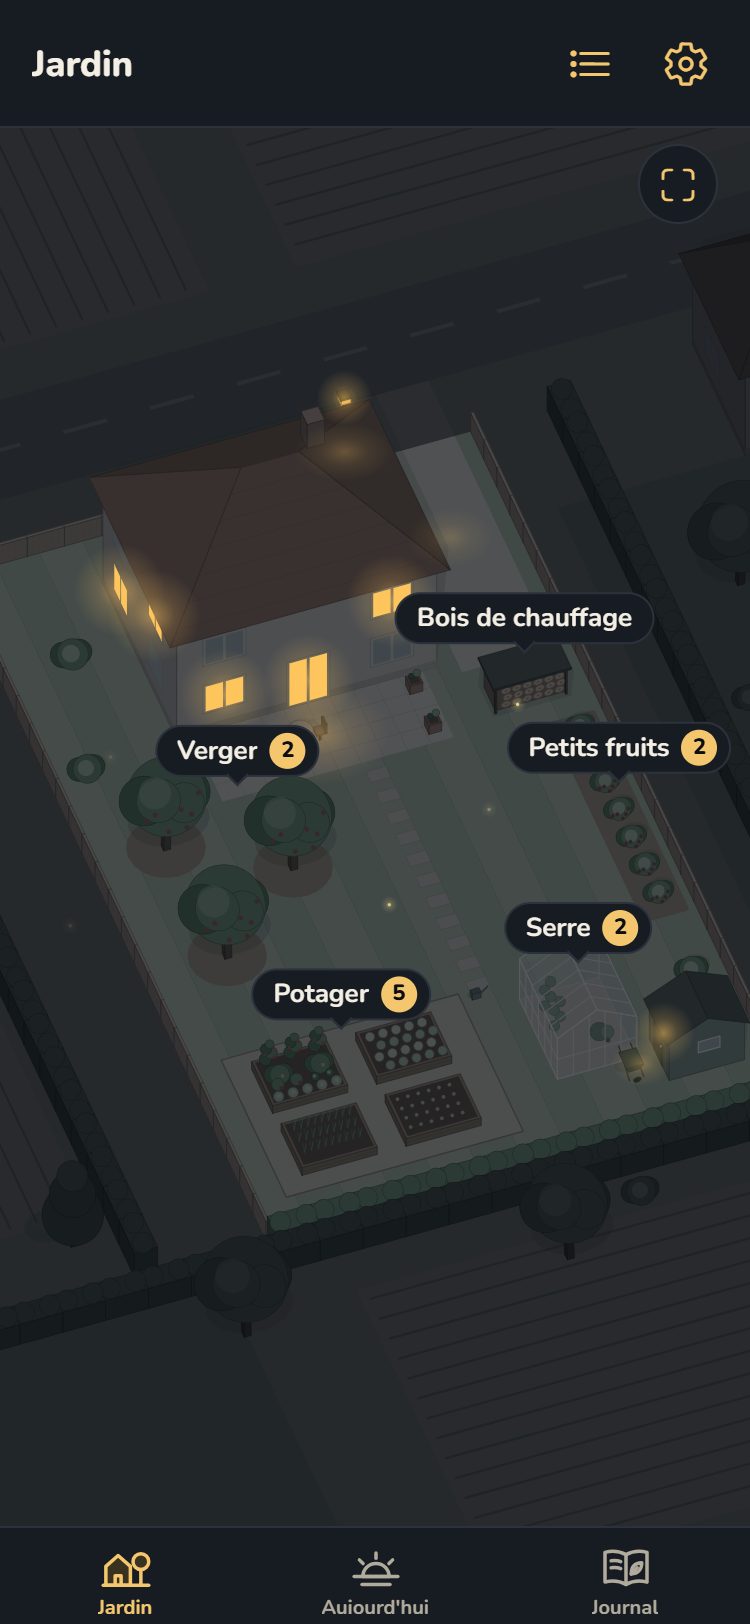 Jardin
Bois de chauffage
Verger 2
Petits fruits 2
Serre 2
Potager 5
Jardin
Aujourd'hui
Journal